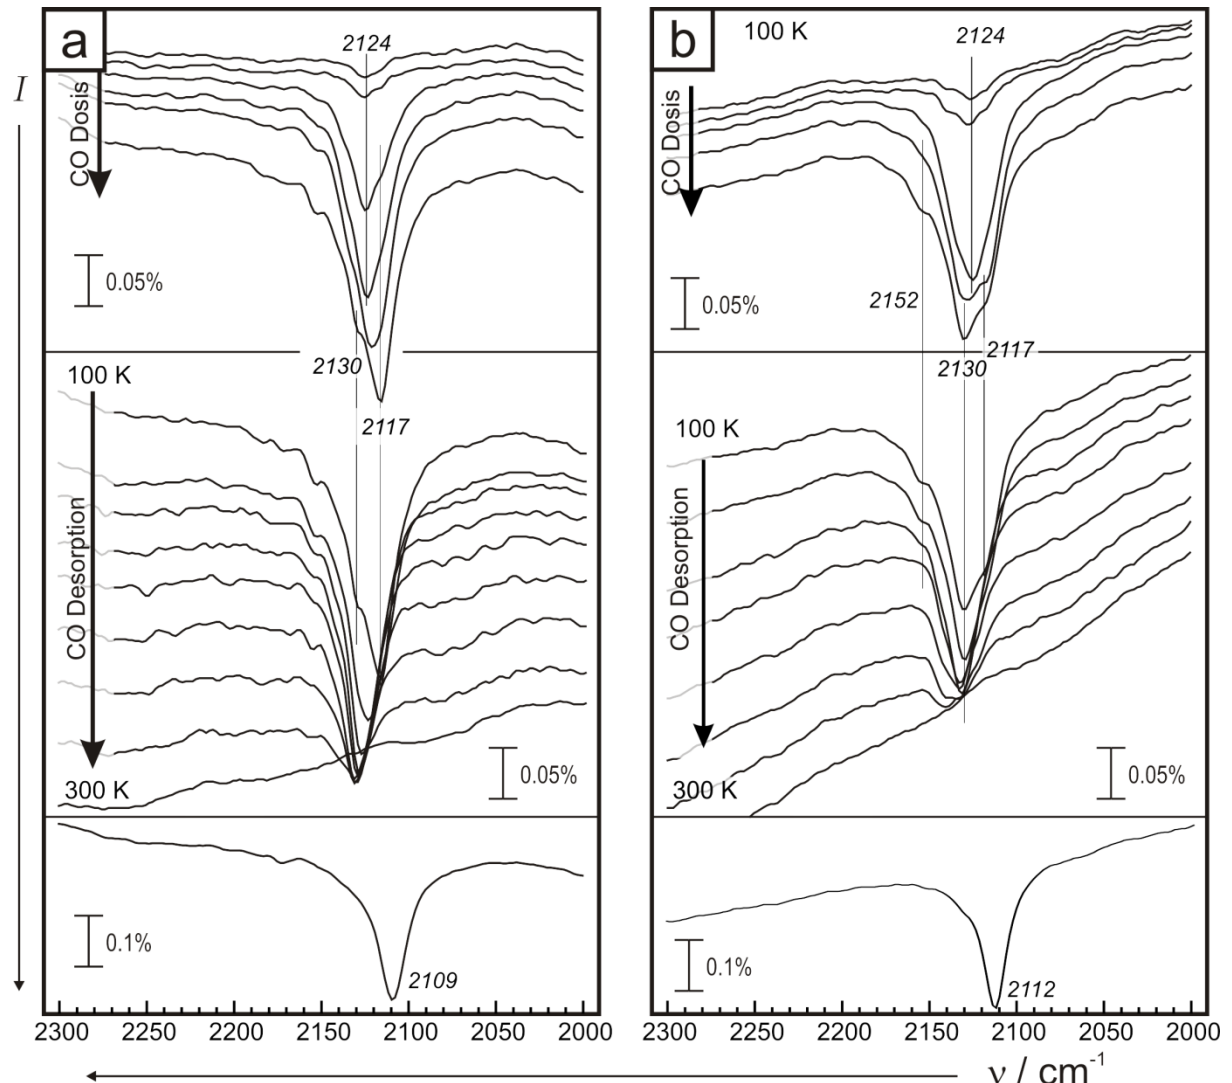 a
b
I
2124
CO Dosis
0.05%
2130
2117
100 K
2124
CO Dosis
0.05%
2152
2117
2130
100 K
CO Desorption
300 K
0.05%
100 K
CO Desorption
300 K
0.05%
0.1%
2109
0.1%
2112
2300 2250 2200 2150 2100 2050 2000
2300 2250 2200 2150 2100 2050 2000
ν / cm⁻¹